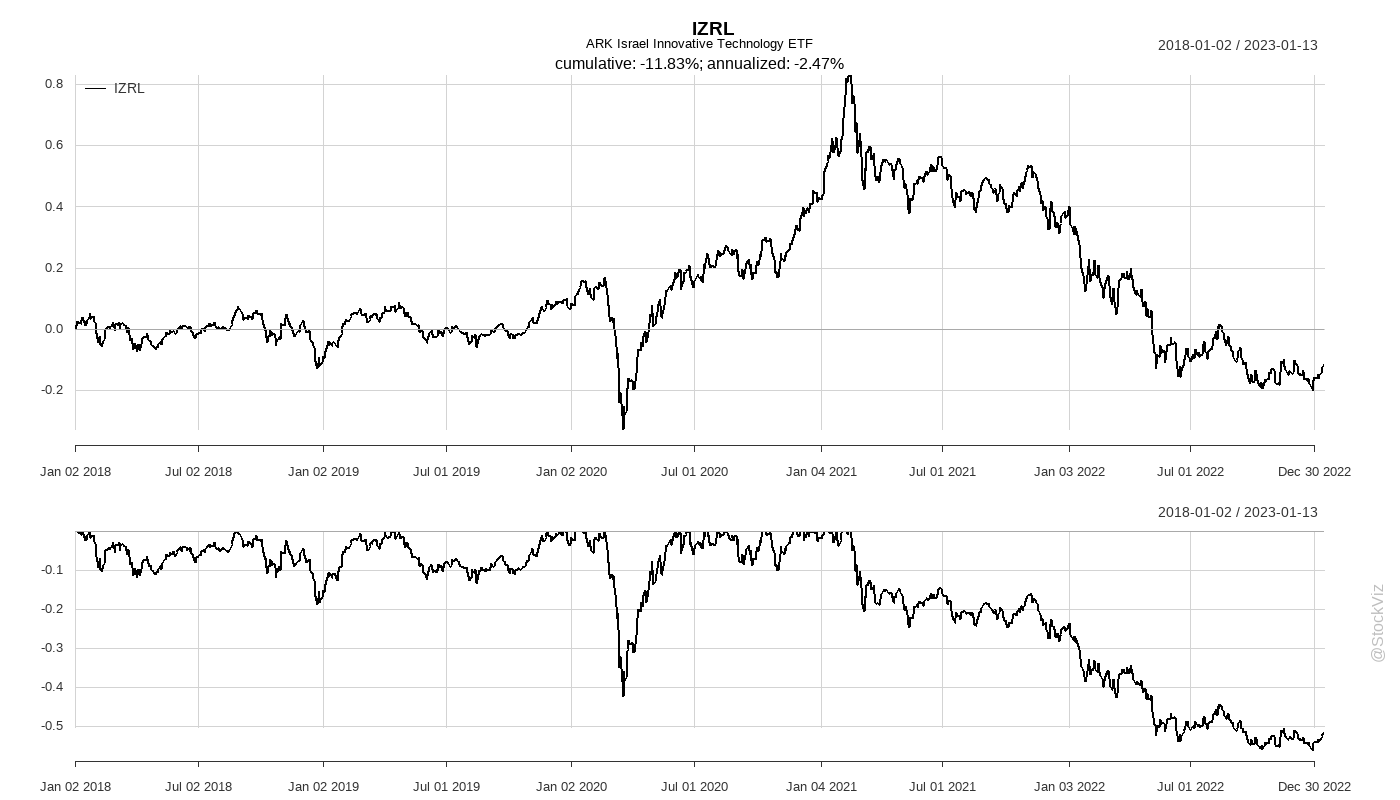 IZRL
ARK Israel Innovative Technology ETF
2018-01-02 / 2023-01-13
cumulative: -11.83%; annualized: -2.47%
IZRL
0.8
0.6
0.4
0.2
0.0
-0.2
Jan 02 2018 Jul 02 2018 Jan 02 2019 Jul 01 2019 Jan 02 2020 Jul 01 2020 Jan 04 2021 Jul 01 2021 Jan 03 2022 Jul 01 2022 Dec 30 2022
2018-01-02 / 2023-01-13
-0.1
-0.2
-0.3
-0.4
-0.5
Jan 02 2018 Jul 02 2018 Jan 02 2019 Jul 01 2019 Jan 02 2020 Jul 01 2020 Jan 04 2021 Jul 01 2021 Jan 03 2022 Jul 01 2022 Dec 30 2022
@StockViz